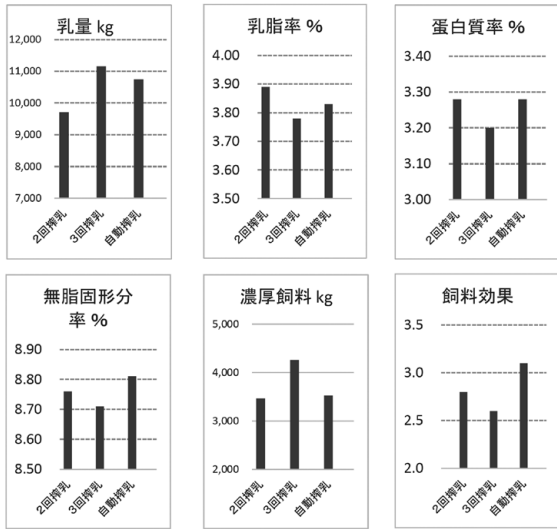 乳量 kg
12,000
11,000
10,000
9,000
8,000
7,000
2回搾乳
3回搾乳
自動搾乳
乳脂率 %
4.00
3.90
3.80
3.70
3.60
3.50
2回搾乳
3回搾乳
自動搾乳
蛋白質率 %
3.40
3.30
3.20
3.10
3.00
2回搾乳
3回搾乳
自動搾乳
無脂固形分
率 %
8.90
8.80
8.70
8.60
8.50
2回搾乳
3回搾乳
自動搾乳
濃厚飼料 kg
5,000
4,000
3,000
2,000
2回搾乳
3回搾乳
自動搾乳
飼料効果
3.5
3.0
2.5
2.0
2回搾乳
3回搾乳
自動搾乳